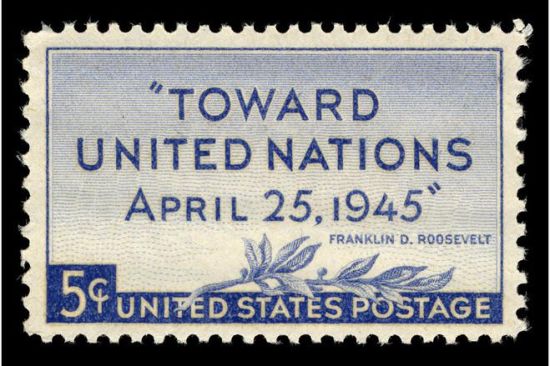 "TOWARD
UNITED NATIONS
APRIL 25, 1945"
FRANKLIN D. ROOSEVELT
5¢
UNITED STATES POSTAGE